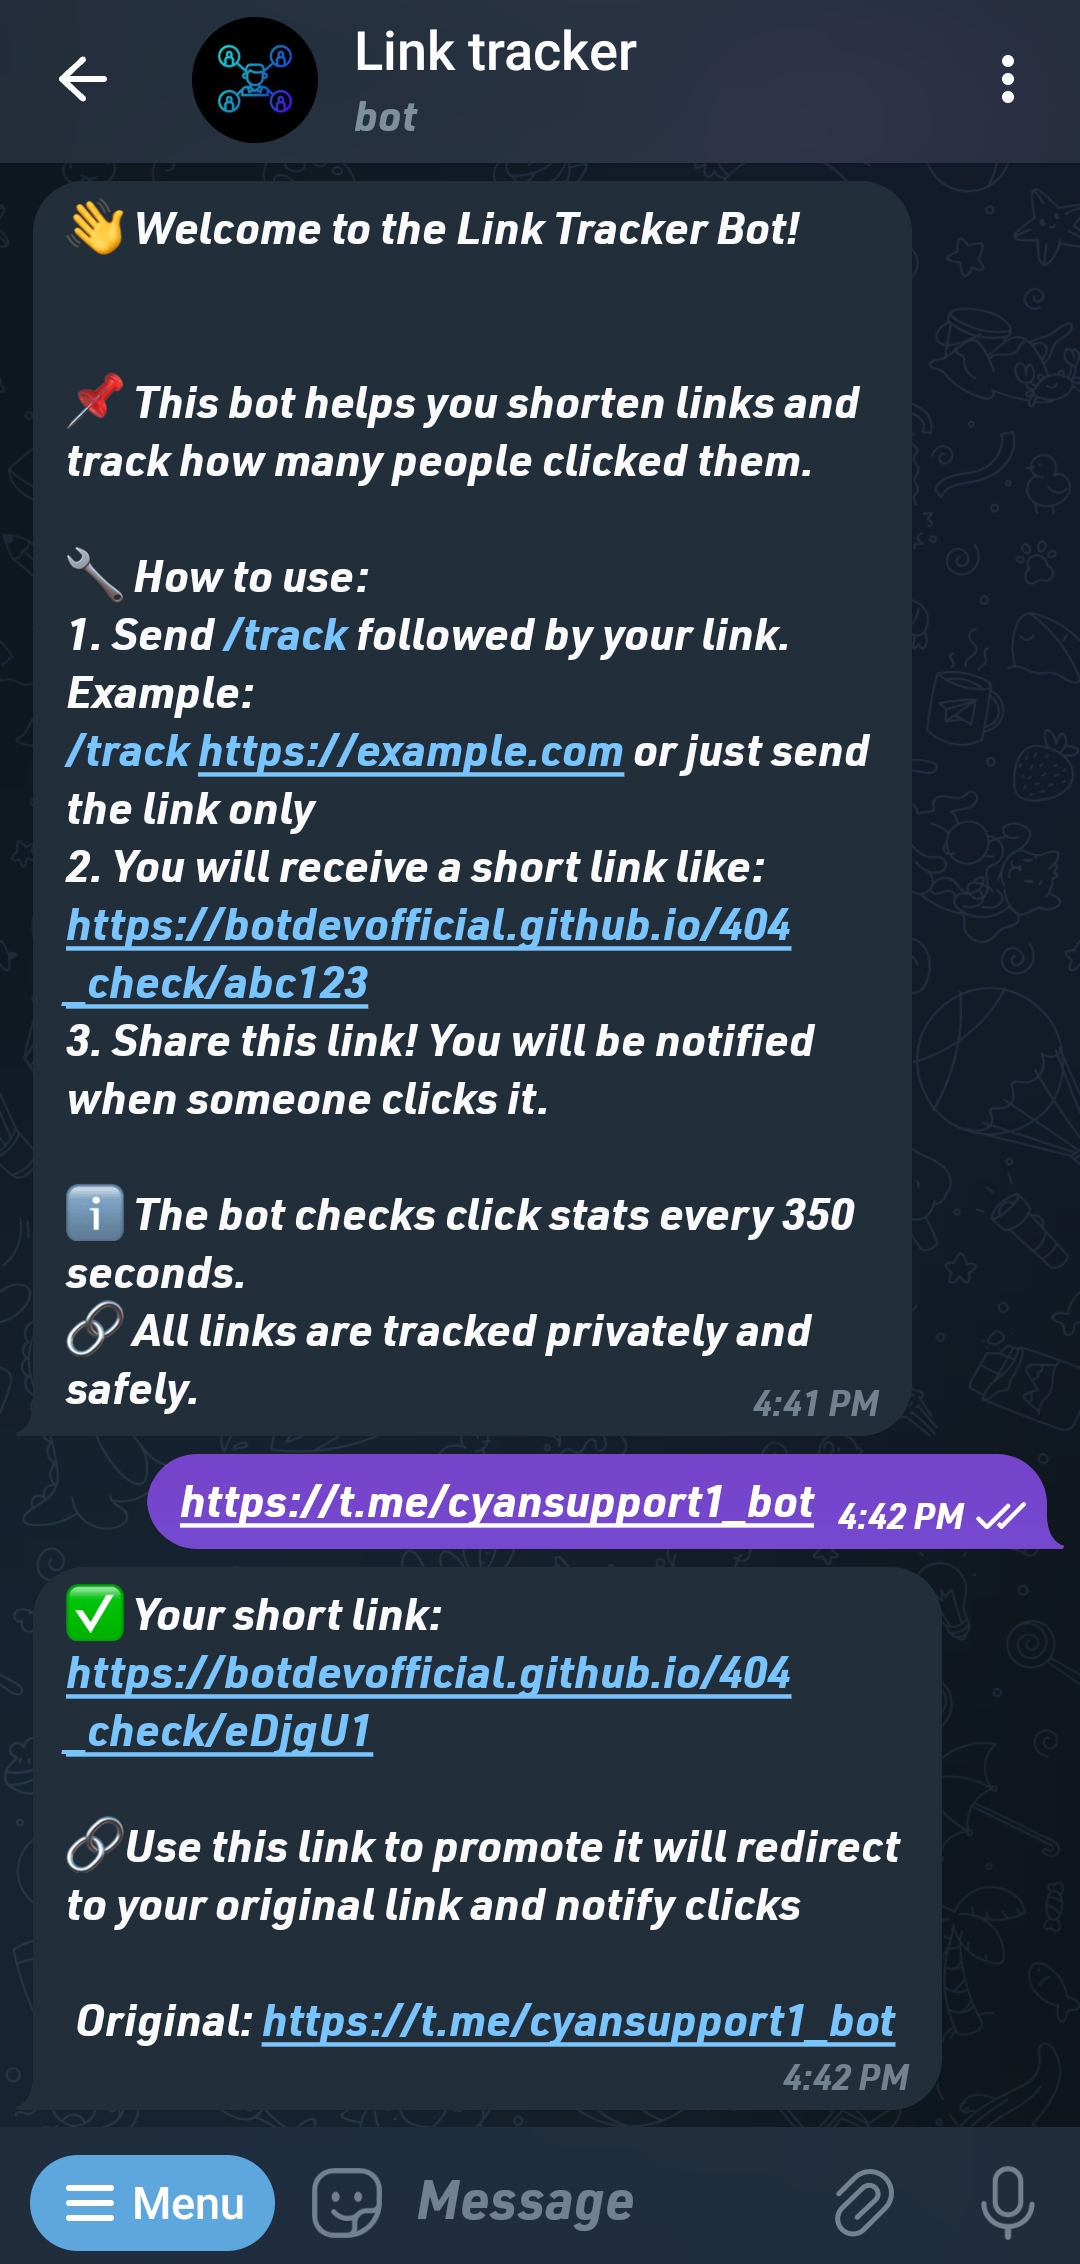 Link tracker
bot
👋 Welcome to the Link Tracker Bot!
📌 This bot helps you shorten links and
track how many people clicked them.
🔧 How to use:
1. Send /track followed by your link.
Example:
/track https://example.com or just send
the link only
2. You will receive a short link like:
https://botdevofficial.github.io/404
_check/abc123
3. Share this link! You will be notified
when someone clicks it.
ℹ️ The bot checks click stats every 350
seconds.
🔗 All links are tracked privately and
safely.
4:41 PM
https://t.me/cyansupport1_bot 4:42 PM
✅ Your short link:
https://botdevofficial.github.io/404
_check/eDjgU1
🔗Use this link to promote it will redirect
to your original link and notify clicks
Original: https://t.me/cyansupport1_bot
4:42 PM
Menu
Message